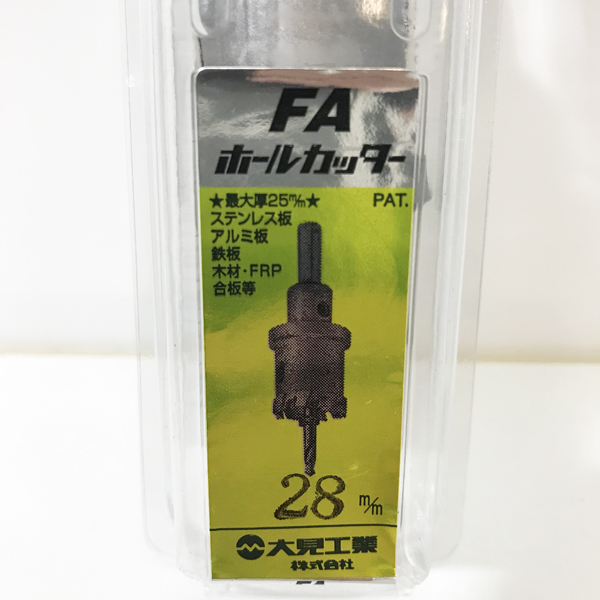 FA
ホールカッター
★最大厚25m/m★
PAT.
ステンレス板
アルミ板
鉄板
木材・FRP
合板等
28 m/m
大見工業
株式会社